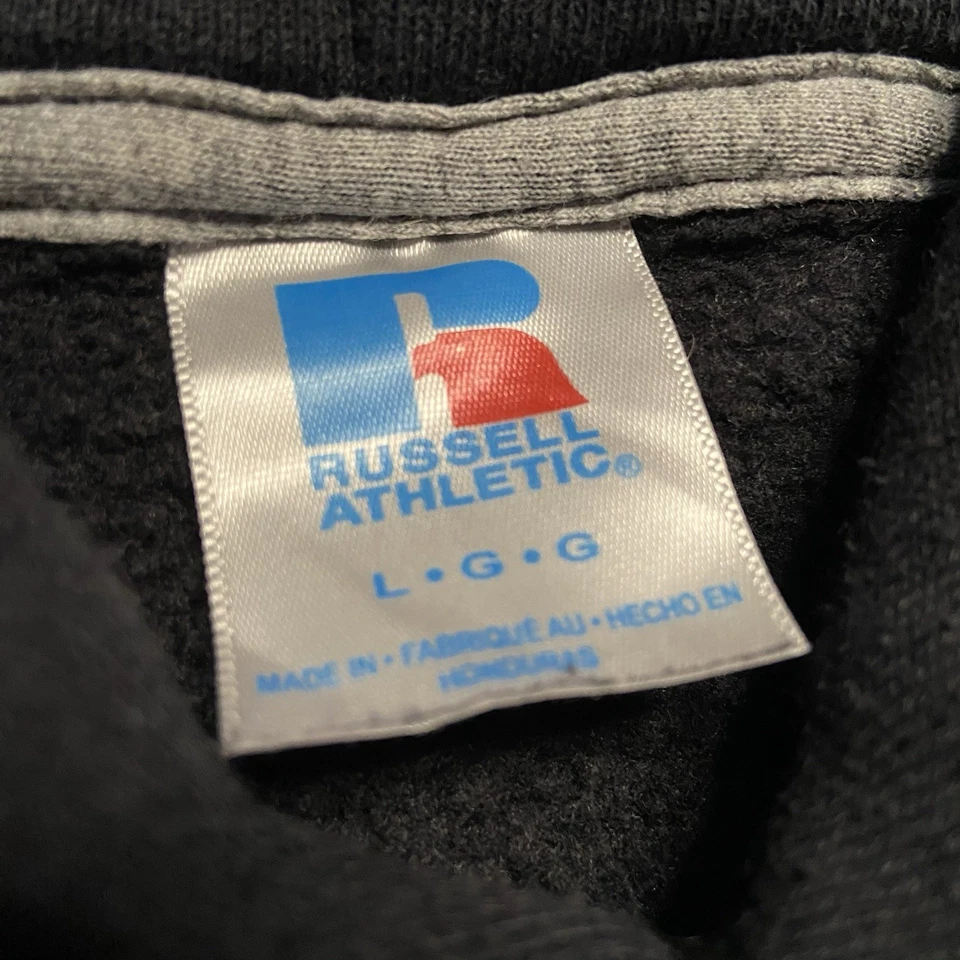 R
RUSSELL
ATHLETIC®
L • G • G
MADE IN • FABRIQUÉ AU • HECHO EN
HONDURAS